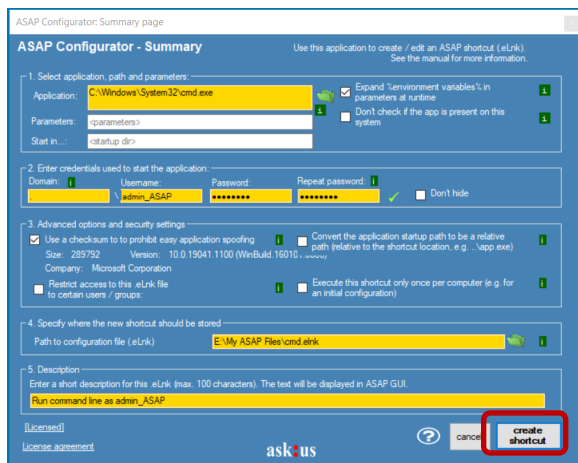 ASAP Configurator: Summary page
ASAP Configurator - Summary
Use this application to create / edit an ASAP shortcut (.eLnk).
See the manual for more information.
1. Select application, path and parameters:
Application:
C:\Windows\System32\cmd.exe
Expand %environment variables% in
parameters at runtime
i
i
Parameters:
<parameters>
Don't check if the app is present on this
system
i
Start in...:
<startup dir>
2. Enter credentials used to start the application:
Domain: i
Username:
Password:
Repeat password: i
.
\
admin_ASAP
●●●●●●●●
●●●●●●●●
Don't hide
3. Advanced options and security settings
Use a checksum to to prohibit easy application spoofing
i
Size: 289792 Version: 10.0.19041.1100 (WinBuild.160101.0800)
Company: Microsoft Corporation
Convert the application startup path to be a relative
path (relative to the shortcut location, e.g. ..\app.exe)
i
Restrict access to this .eLnk file
to certain users / groups:
i
Execute this shortcut only once per computer (e.g. for
an initial configuration)
i
4. Specify where the new shortcut should be stored
Path to configuration file (.eLnk)
E:\My ASAP Files\cmd.elnk
i
5. Description
Enter a short description for this .eLnk (max. 100 characters). The text will be displayed in ASAP GUI.
Run command line as admin_ASAP
[Licensed]
License agreement
ask:us
?
cancel
create
shortcut